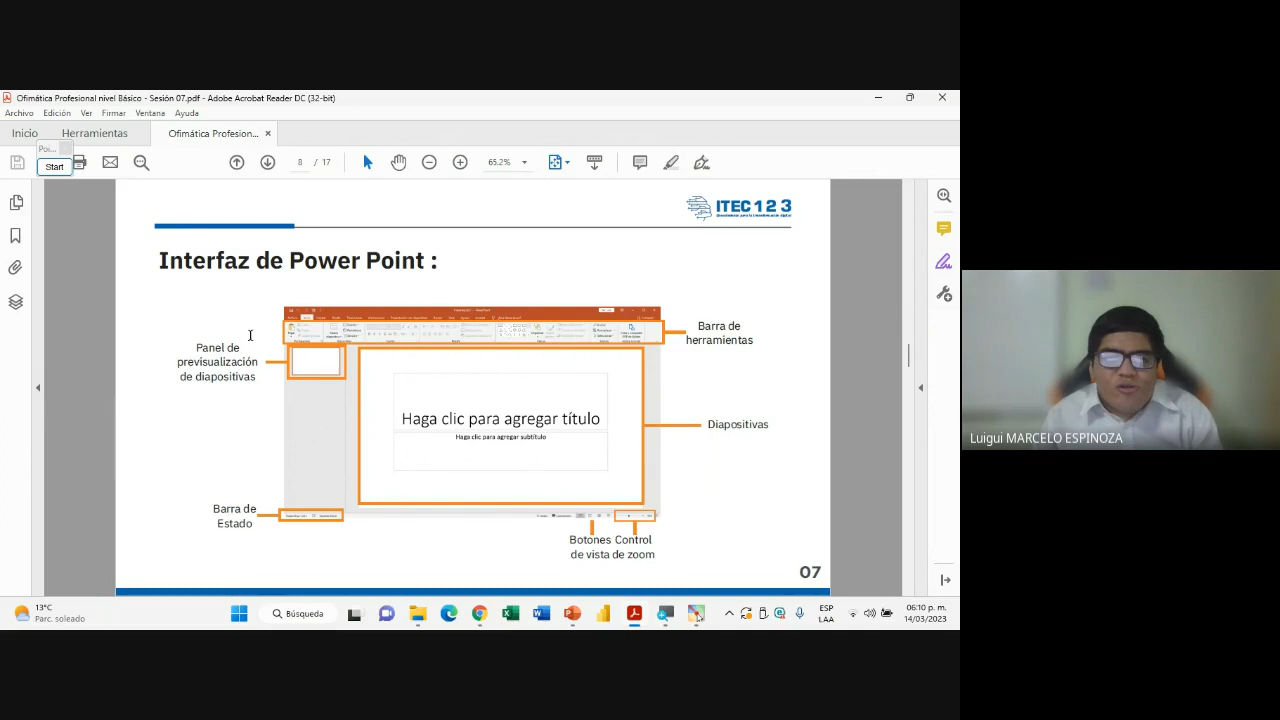 Ofimática Profesional nivel Básico - Sesión 07.pdf - Adobe Acrobat Reader DC (32-bit)
Archivo Edición Ver Firmar Ventana Ayuda
Inicio Herramientas Ofimática Profesion...
Poi...
Start
8 / 17
65.2%
ITEC 1 2 3
Interfaz de Power Point :
Barra de
herramientas
Panel de
previsualización
de diapositivas
Haga clic para agregar título
Haga clic para agregar subtítulo
Diapositivas
Barra de
Estado
Botones
de vista
Control
de zoom
07
Luigui MARCELO ESPINOZA
13°C
Parc. soleado
Búsqueda
ESP
LAA
06:10 p. m.
14/03/2023